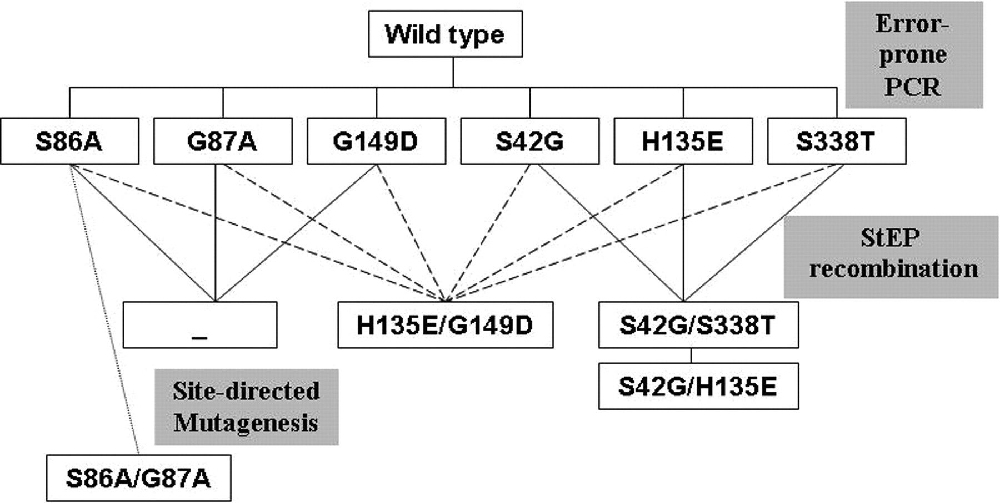 Wild type
Error-
prone
PCR
S86A
G87A
G149D
S42G
H135E
S338T
StEP
recombination
_
H135E/G149D
S42G/S338T
S42G/H135E
Site-directed
Mutagenesis
S86A/G87A